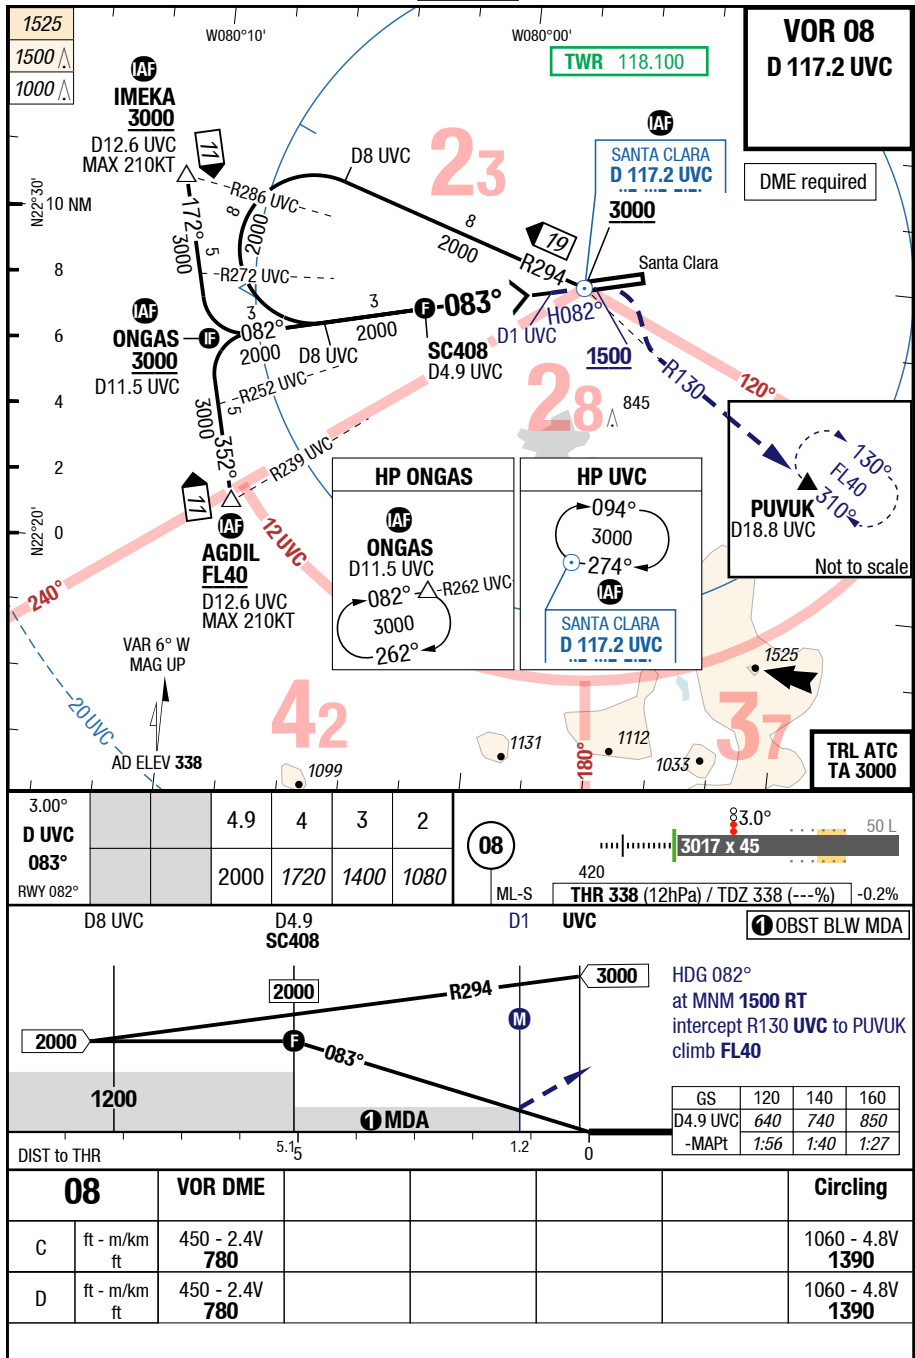 1525
1500
1000
W080°10'
W080°00'
VOR 08
D 117.2 UVC
TWR 118.100
IAF
IMEKA
3000
D12.6 UVC
MAX 210KT
11
D8 UVC
23
IAF
SANTA CLARA
D 117.2 UVC
3000
DME required
N22°30'
10 NM
8
6
4
2
0
N22°20'
R286 UVC
8
2000
172°
5
3000
8
2000
19
R294
Santa Clara
R272 UVC
IAF
ONGAS
3000
D11.5 UVC
IF
3
082°
2000
3
2000
D8 UVC
F
083°
SC408
D4.9 UVC
D1 UVC
H082°
1500
R130
120°
R252 UVC
5
3000
352°
R239 UVC
28
845
11
IAF
AGDIL
FL40
D12.6 UVC
MAX 210KT
12 UVC
240°
HP ONGAS
IAF
ONGAS
D11.5 UVC
082°
R262 UVC
3000
262°
HP UVC
094°
3000
274°
IAF
SANTA CLARA
D 117.2 UVC
130°
FL40
310°
PUVUK
D18.8 UVC
Not to scale
VAR 6° W
MAG UP
20 UVC
AD ELEV 338
42
1099
1131
1112
1033
180°
1525
37
TRL ATC
TA 3000
3.00°
D UVC
083°
RWY 082°
4.9 4 3 2
2000 1720 1400 1080
08
ML-S
3.0°
50 L
3017 x 45
420
THR 338 (12hPa) / TDZ 338 (---%) -0.2%
D8 UVC
D4.9
SC408
D1
UVC
1 OBST BLW MDA
3000
R294
2000
M
2000
F
083°
1200
1 MDA
HDG 082°
at MNM 1500 RT
intercept R130 UVC to PUVUK
climb FL40
GS 120 140 160
D4.9 UVC 640 740 850
-MAPt 1:56 1:40 1:27
DIST to THR
5.1
5
1.2
0
08 VOR DME Circling
C ft - m/km 450 - 2.4V 1060 - 4.8V
ft 780 1390
D ft - m/km 450 - 2.4V 1060 - 4.8V
ft 780 1390